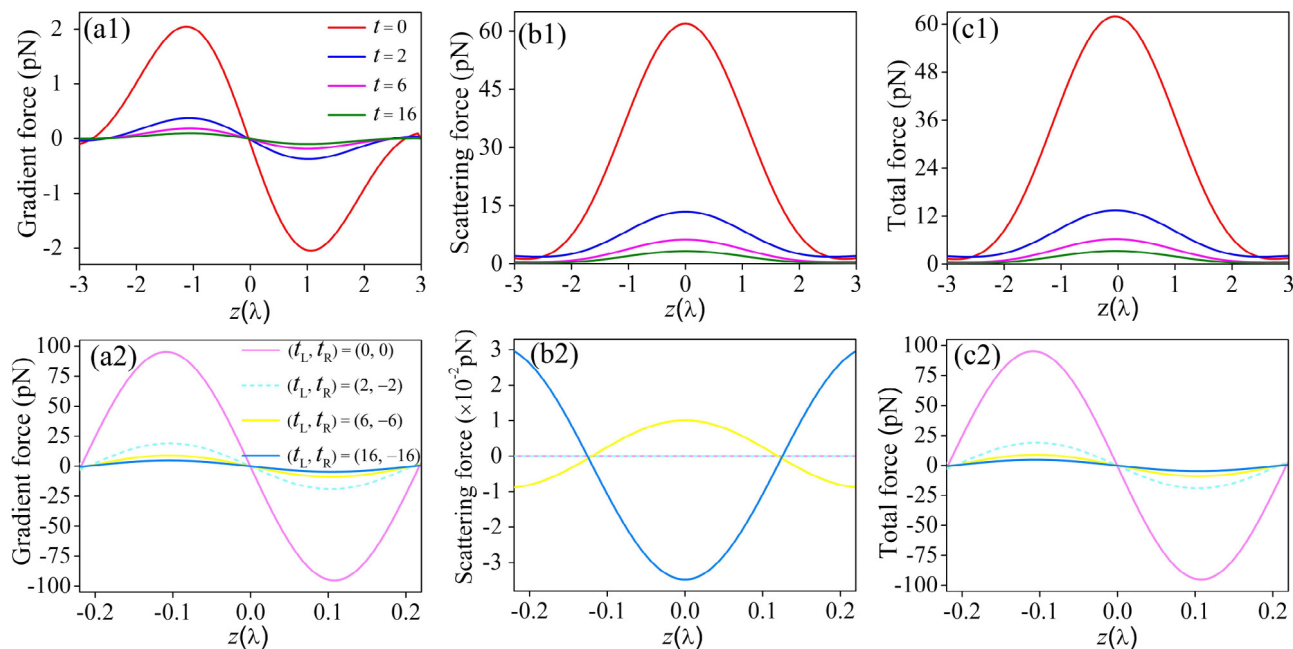 (a1)
t = 0
t = 2
t = 6
t = 16
Gradient force (pN)
2
1
0
-1
-2
-3 -2 -1 0 1 2 3
z(λ)
(b1)
Scattering force (pN)
60
45
30
15
0
-3 -2 -1 0 1 2 3
z(λ)
(c1)
Total force (pN)
60
48
36
24
12
0
-3 -2 -1 0 1 2 3
z(λ)
(a2)
(tL, tR) = (0, 0)
(tL, tR) = (2, −2)
(tL, tR) = (6, −6)
(tL, tR) = (16, −16)
Gradient force (pN)
100
75
50
25
0
-25
-50
-75
-100
-0.2 -0.1 0.0 0.1 0.2
z(λ)
(b2)
Scattering force (×10⁻² pN)
3
2
1
0
-1
-2
-3
-0.2 -0.1 0.0 0.1 0.2
z(λ)
(c2)
Total force (pN)
100
75
50
25
0
-25
-50
-75
-100
-0.2 -0.1 0.0 0.1 0.2
z(λ)